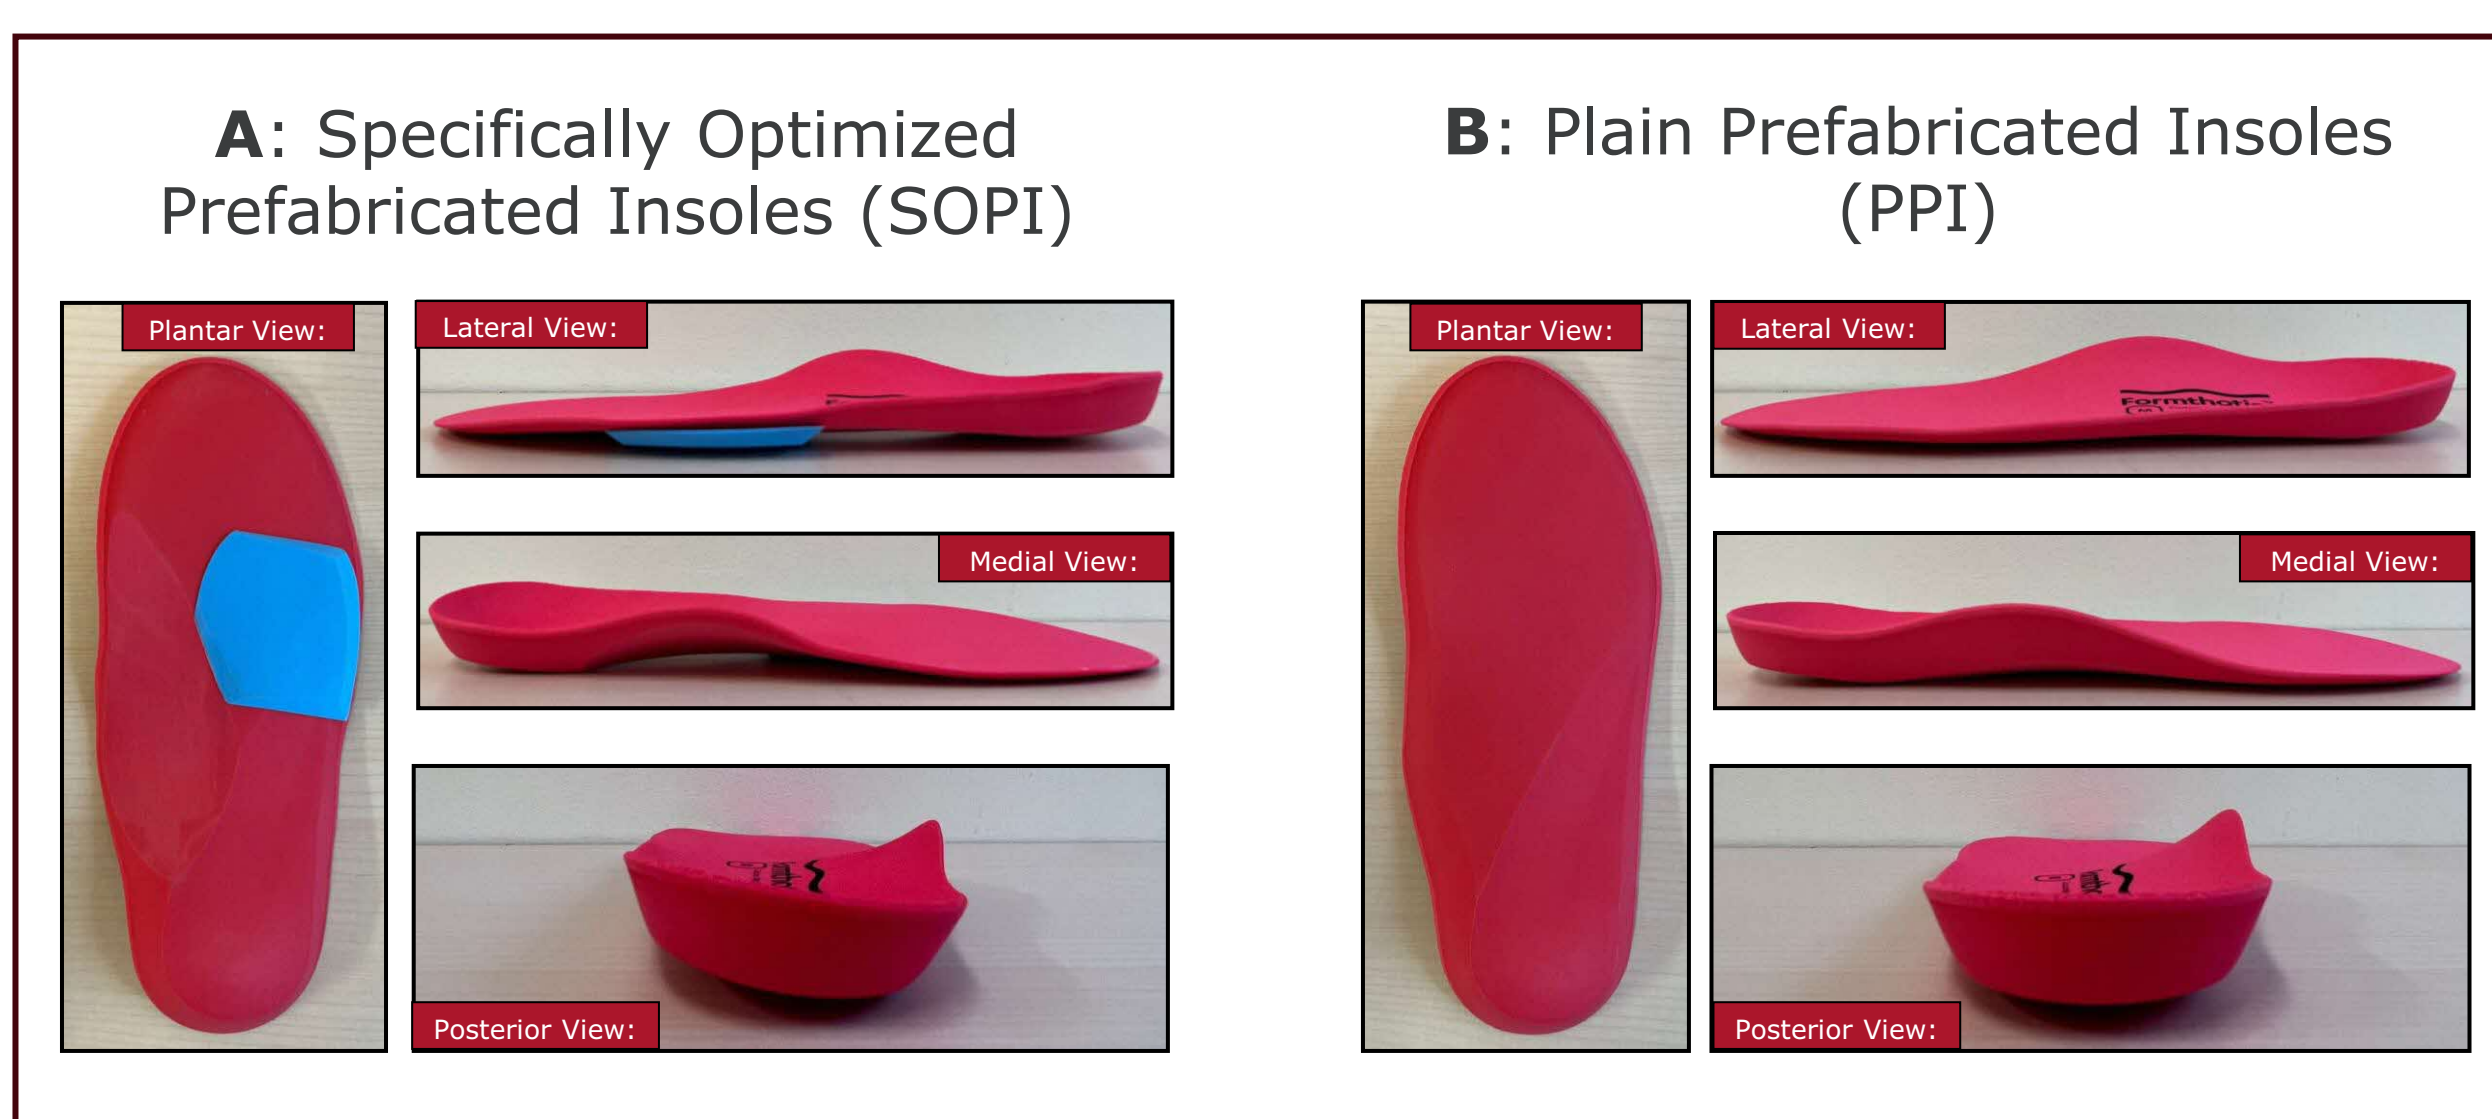 A: Specifically Optimized
Prefabricated Insoles (SOPI)
Plantar View:
Lateral View:
Medial View:
Posterior View:
B: Plain Prefabricated Insoles
(PPI)
Plantar View:
Lateral View:
Medial View:
Posterior View: